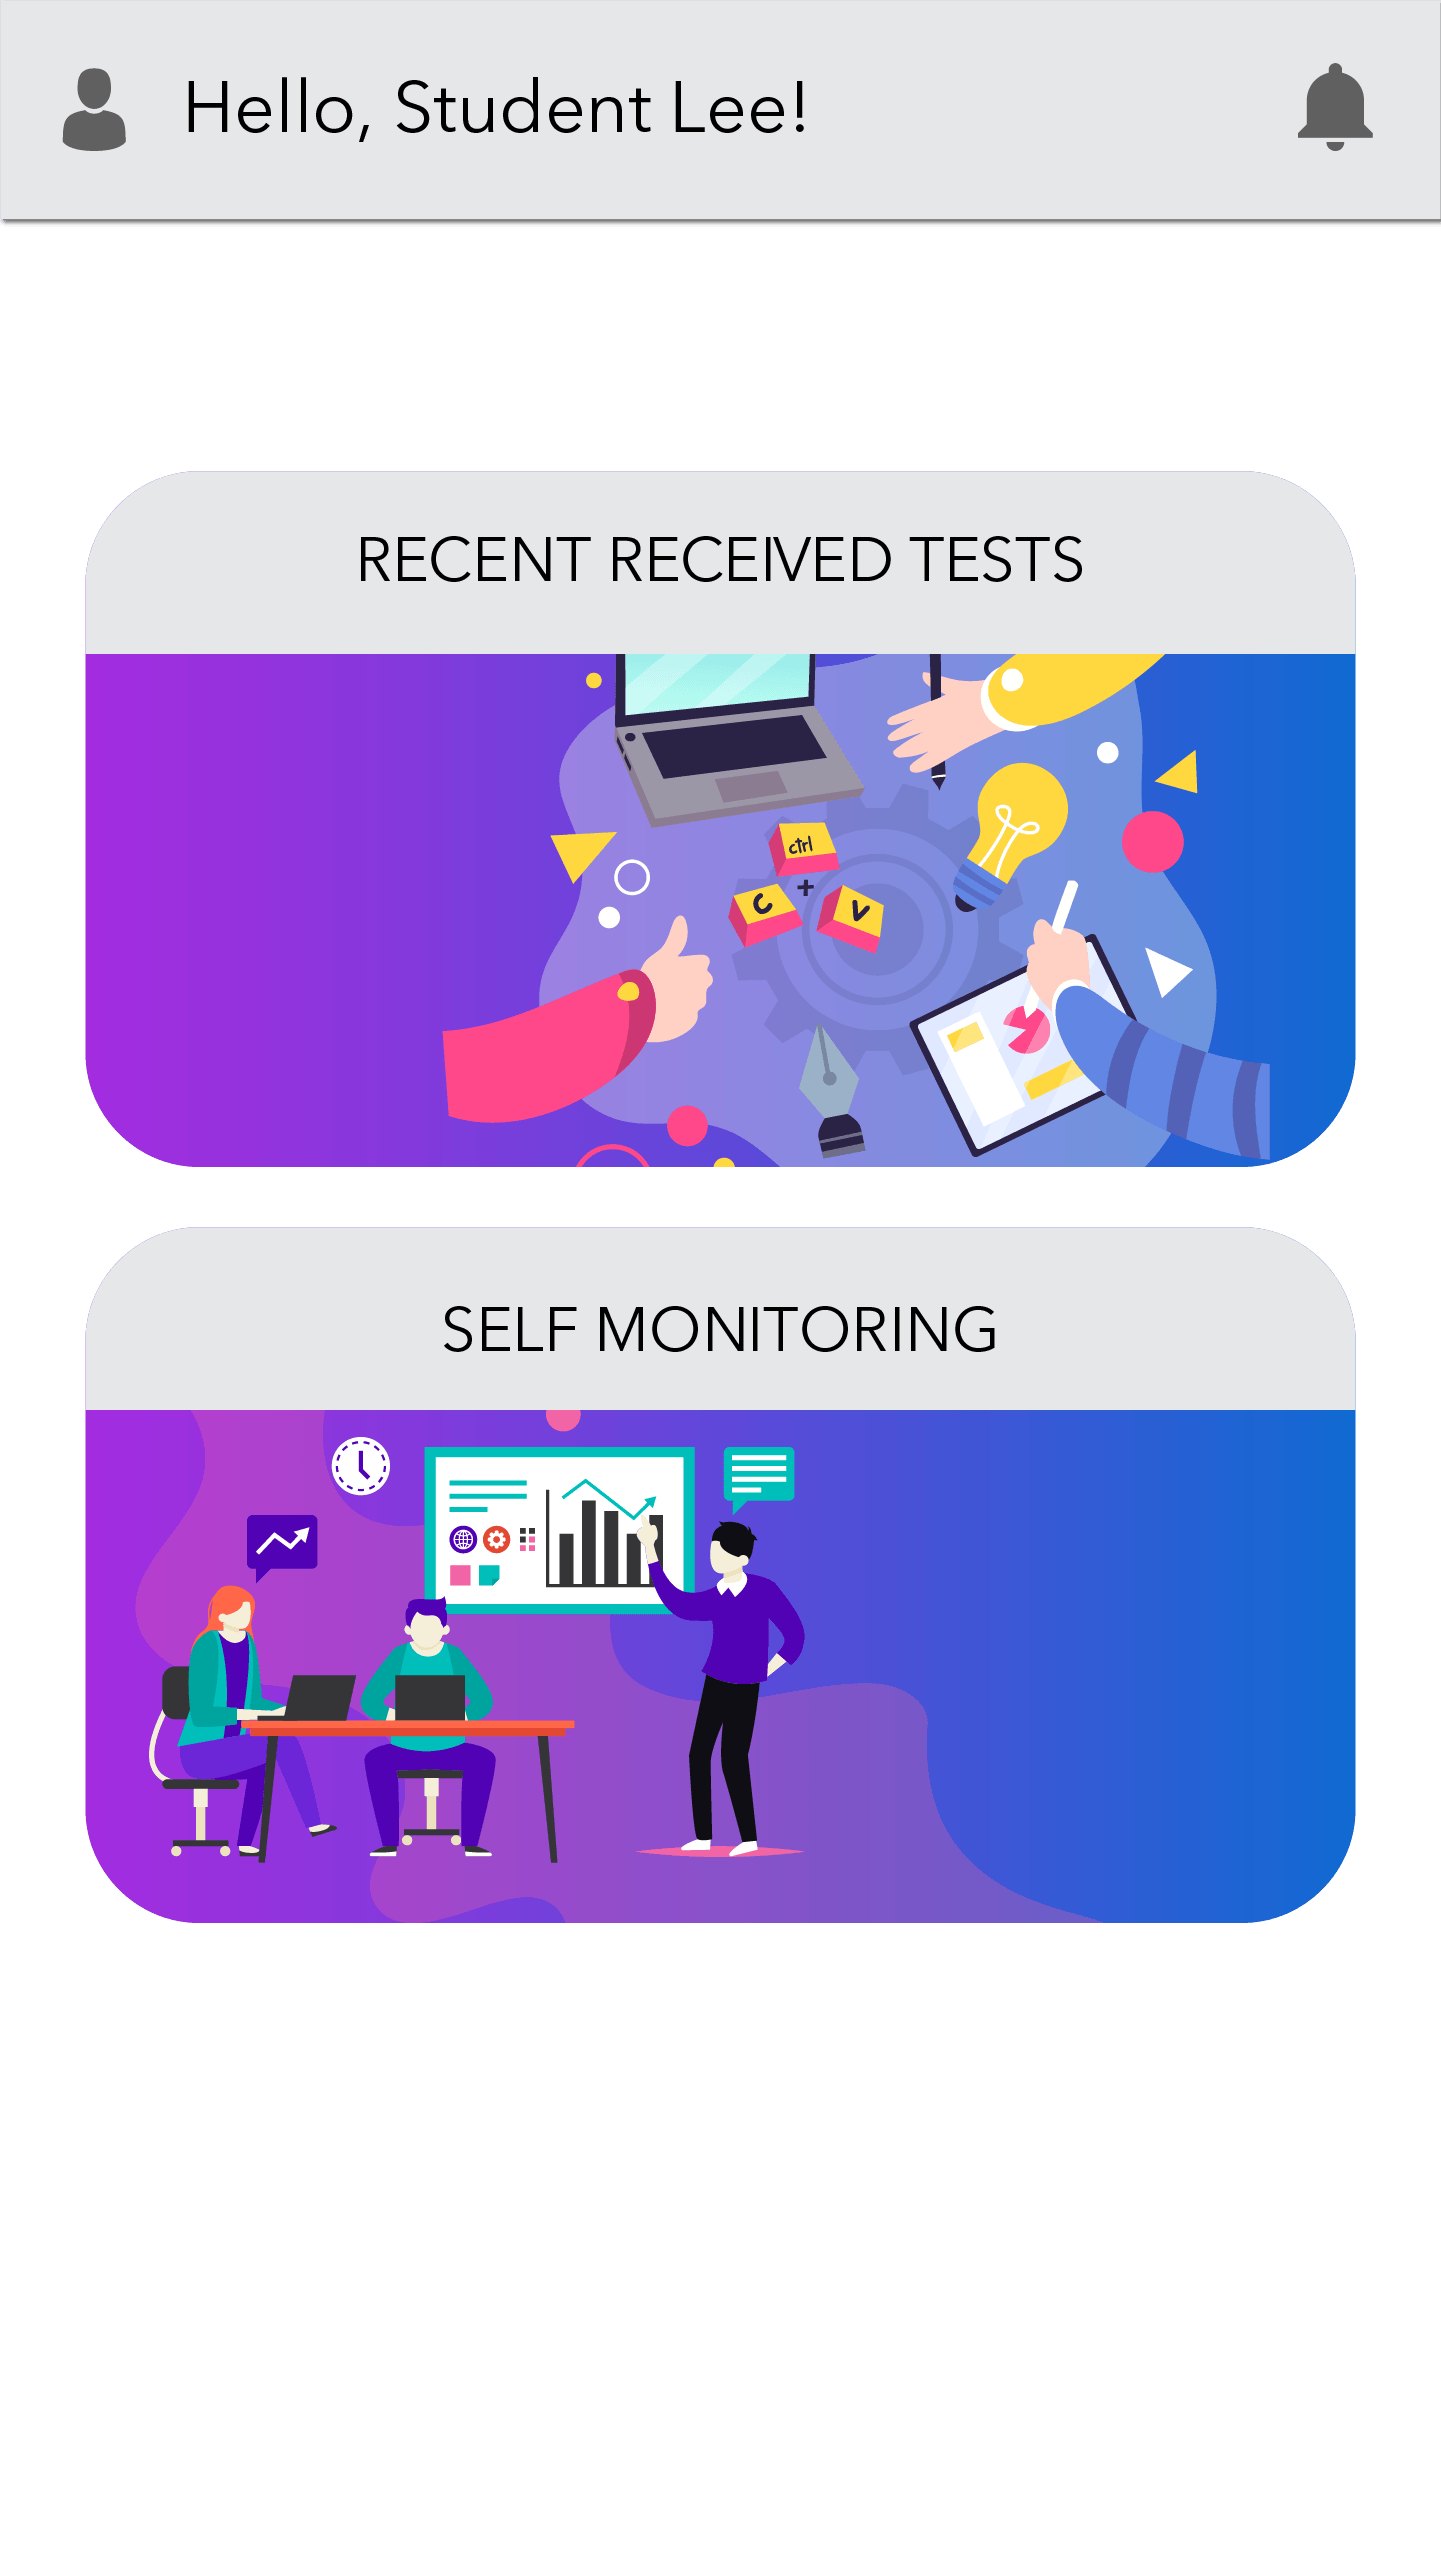 Hello, Student Lee!
RECENT RECEIVED TESTS
ctrl
+
C
V
SELF MONITORING